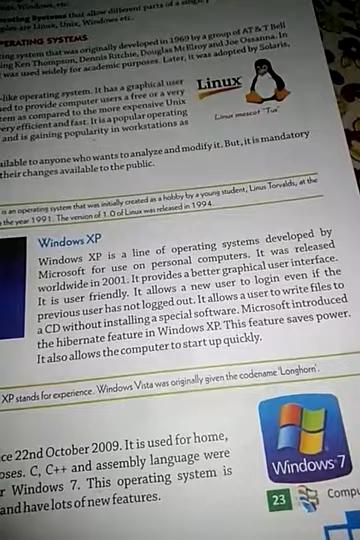 Windows, etc.
erating Systems that allow different parts of a single p
ples are Linux, Unix, Windows etc.
PERATING SYSTEMS
ting system that was originally developed in 1969 by a group of AT & T Bell
ing Ken Thompson, Dennis Ritchie, Douglas McIlroy and Joe Ossanna. In
was used widely for academic purposes. Later, it was adopted by Solaris,
-like operating system. It has a graphical user
ed to provide computer users a free or a very
tem as compared to the more expensive Unix
very efficient and fast. It is a popular operating
and is gaining popularity in workstations as
Linux
Linux mascot "Tux"
ailable to anyone who wants to analyze and modify it. But, it is mandatory
their changes available to the public.
is an operating system that was initially created as a hobby by a young student, Linus Torvalds, at the
the year 1991. The version of 1.0 of Linux was released in 1994.
Windows XP
Windows XP is a line of operating systems developed by
Microsoft for use on personal computers. It was released
worldwide in 2001. It provides a better graphical user interface.
It is user friendly. It allows a new user to login even if the
previous user has not logged out. It allows a user to write files to
a CD without installing a special software. Microsoft introduced
the hibernate feature in Windows XP. This feature saves power.
It also allows the computer to start up quickly.
XP stands for experience. Windows Vista was originally given the codename 'Longhorn'.
ce 22nd October 2009. It is used for home,
oses. C, C++ and assembly language were
r Windows 7. This operating system is
and have lots of new features.
Windows 7
23
Compu